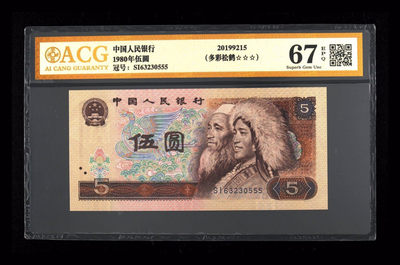 ACG
AI CANG GUARANTY
中国人民银行
1980年伍圆
冠号: SI63230555
20199215
(多彩松鹤☆☆☆)
67 EPQ
Superb Gem Unc
中国人民银行
5
伍圆
SI63230555
5
5